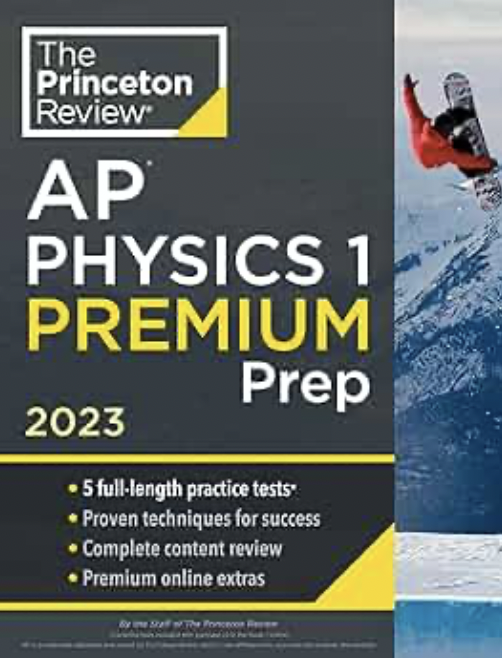 The
Princeton
Review®
AP®
PHYSICS 1
PREMIUM
Prep
2023
• 5 full-length practice tests*
• Proven techniques for success
• Complete content review
• Premium online extras
By the Staff of The Princeton Review